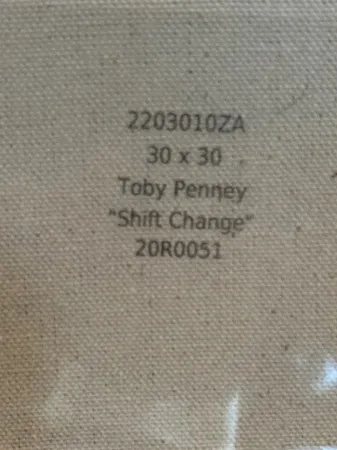 2203010ZA
30 x 30
Toby Penney
"Shift Change"
20R0051